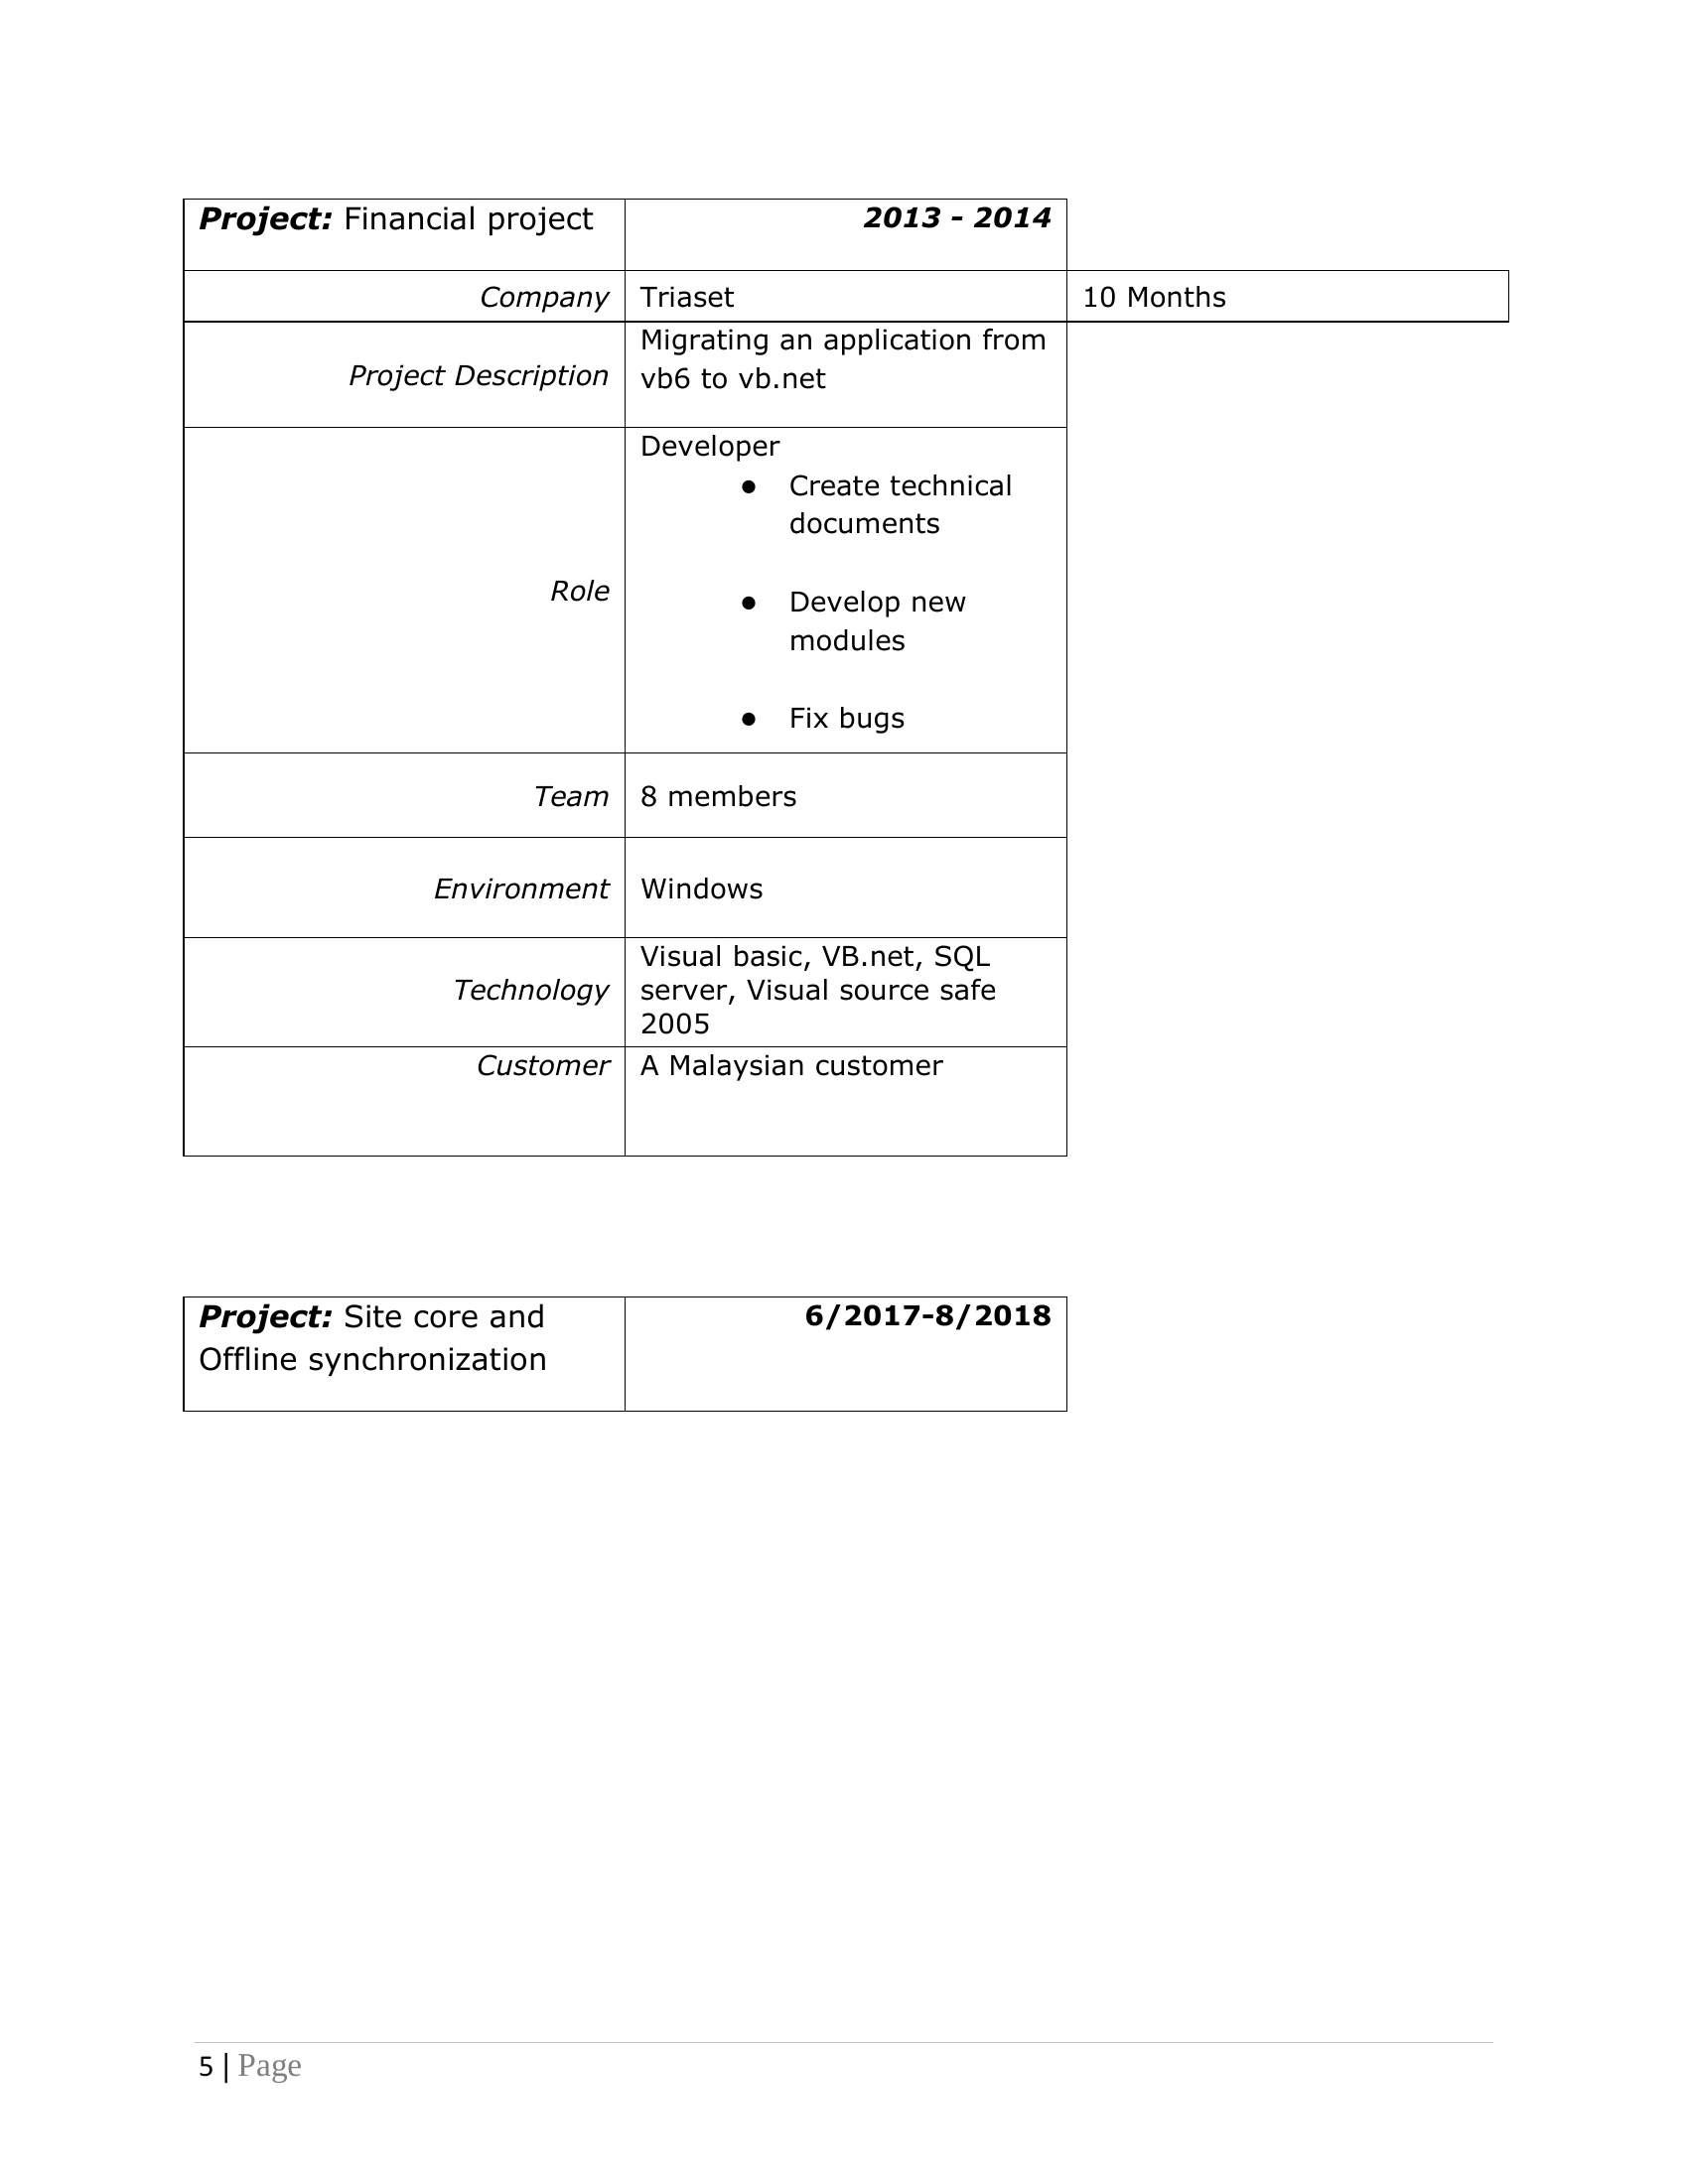 Project: Financial project 2013 - 2014
Company Triaset 10 Months
Project Description Migrating an application from
vb6 to vb.net
Role Developer
● Create technical
documents
● Develop new
modules
● Fix bugs
Team 8 members
Environment Windows
Technology Visual basic, VB.net, SQL
server, Visual source safe
2005
Customer A Malaysian customer
Project: Site core and 6/2017-8/2018
Offline synchronization
5 | Page